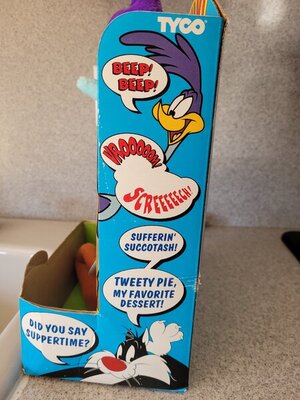 TYCO
BEEP!
BEEP!
VROOOOOM!
SCREEEEECH!
SUFFERIN'
SUCCOTASH!
TWEETY PIE,
MY FAVORITE
DESSERT!
DID YOU SAY
SUPPERTIME?